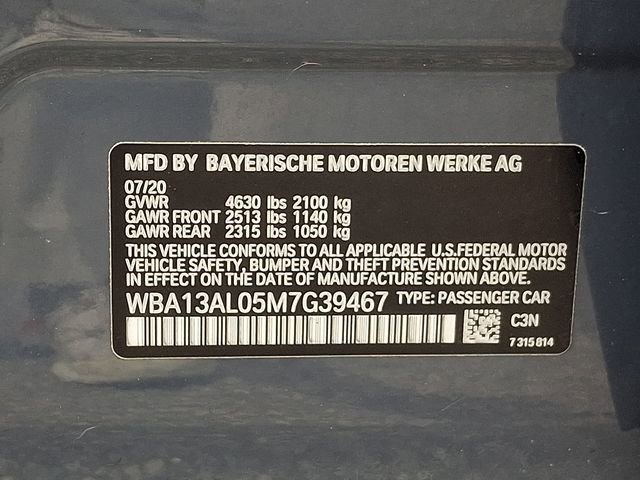 MFD BY BAYERISCHE MOTOREN WERKE AG
07/20
GVWR 4630 lbs 2100 kg
GAWR FRONT 2513 lbs 1140 kg
GAWR REAR 2315 lbs 1050 kg
THIS VEHICLE CONFORMS TO ALL APPLICABLE U.S.FEDERAL MOTOR
VEHICLE SAFETY, BUMPER AND THEFT PREVENTION STANDARDS
IN EFFECT ON THE DATE OF MANUFACTURE SHOWN ABOVE.
WBA13AL05M7G39467 TYPE: PASSENGER CAR
C3N
7 315 814